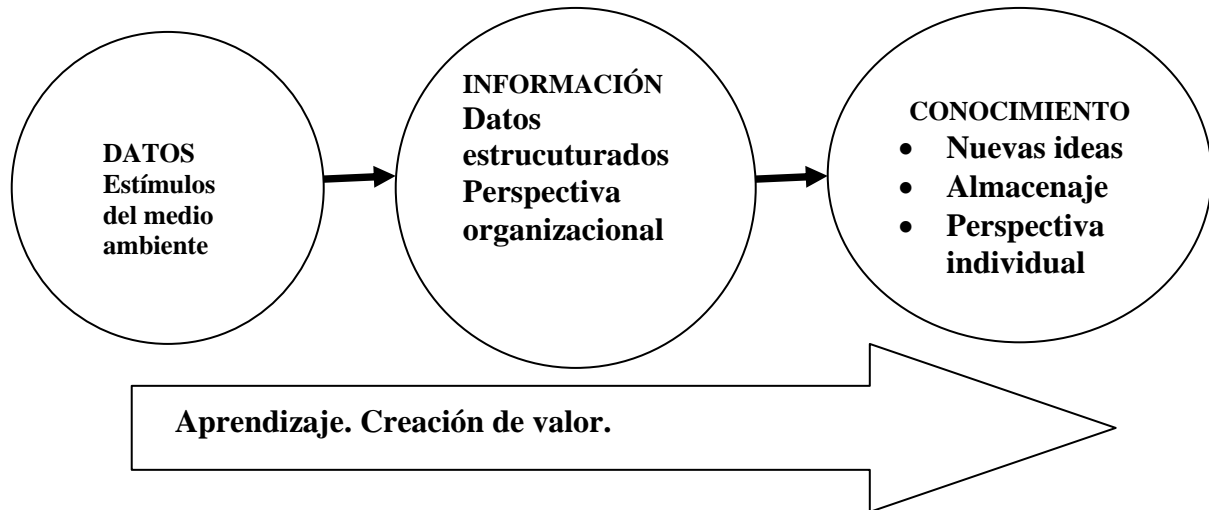 DATOS
Estímulos
del medio
ambiente
INFORMACIÓN
Datos
estrucuturados
Perspectiva
organizacional
CONOCIMIENTO
• Nuevas ideas
• Almacenaje
• Perspectiva
individual
Aprendizaje. Creación de valor.